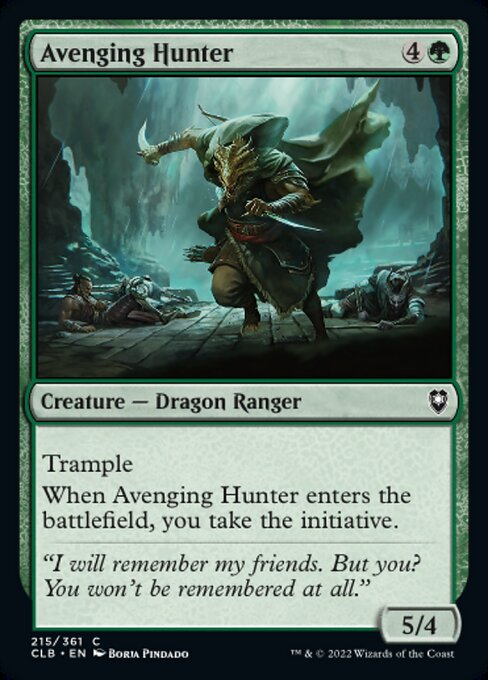 Avenging Hunter 4
Creature — Dragon Ranger
Trample
When Avenging Hunter enters the
battlefield, you take the initiative.
“I will remember my friends. But you?
You won’t be remembered at all.”
5/4
215/361 C
CLB • EN Borja Pindado
™ & © 2022 Wizards of the Coast